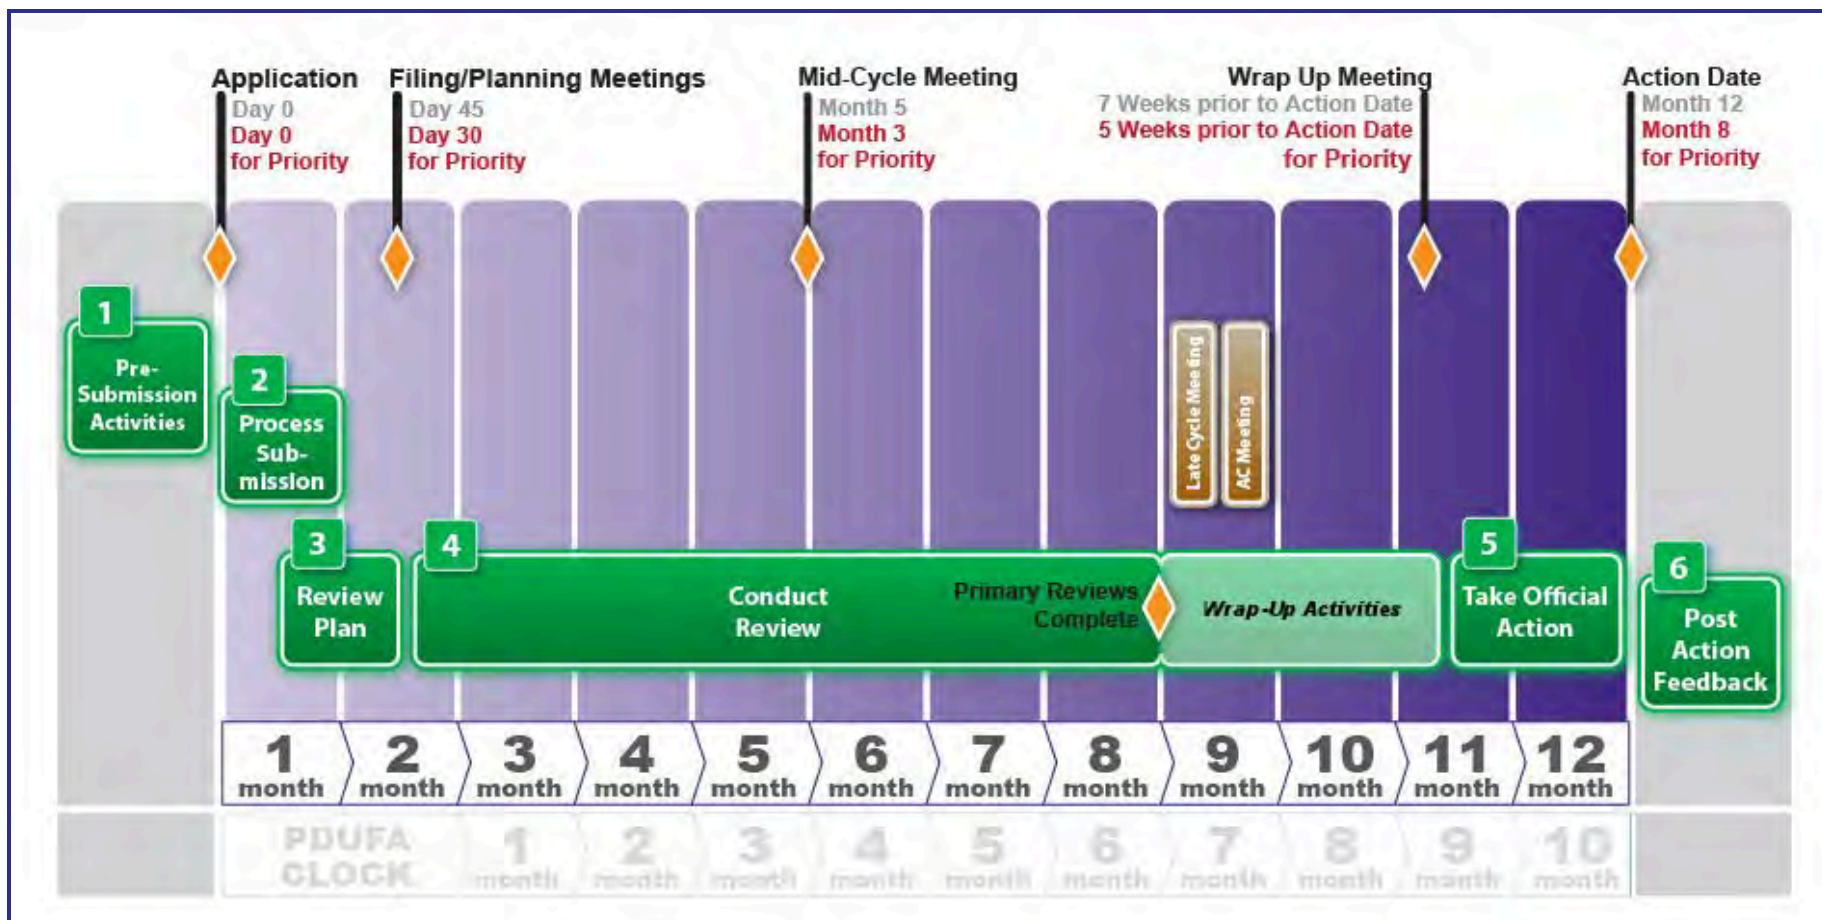 Application
Day 0
Day 0
for Priority
Filing/Planning Meetings
Day 45
Day 30
for Priority
Mid-Cycle Meeting
Month 5
Month 3
for Priority
Wrap Up Meeting
7 Weeks prior to Action Date
5 Weeks prior to Action Date
for Priority
Action Date
Month 12
Month 8
for Priority
1
Pre-
Submission
Activities
2
Process
Sub-
mission
3
Review
Plan
4
Conduct
Review
Primary Reviews
Complete
Late Cycle Meeting
AC Meeting
Wrap-Up Activities
5
Take Official
Action
6
Post
Action
Feedback
1 2 3 4 5 6 7 8 9 10 11 12
month month month month month month month month month month month month
PDUFA 1 2 3 4 5 6 7 8 9 10
CLOCK month month month month month month month month month month